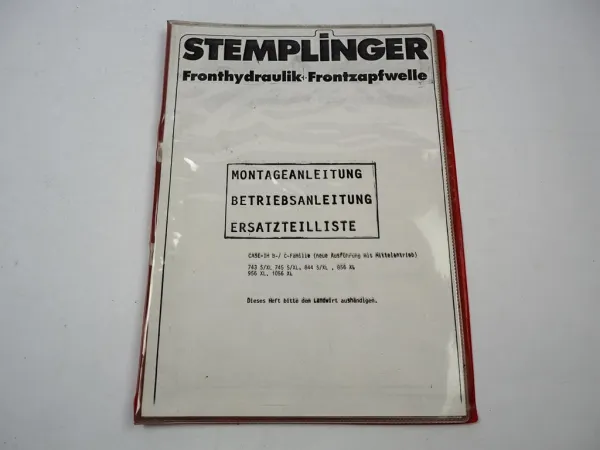 STEMPLINGER
Fronthydraulik-Frontzapfwelle
MONTAGEANLEITUNG
BETRIEBSANLEITUNG
ERSATZTEILLISTE
CASE-IH B-/ C-Familie (neue Ausführung mit Mittelantrieb)
743 S/XL 745 S/XL, 844 S/XL , 856 XL
956 XL, 1056 XL
Dieses Heft bitte dem Landwirt aushändigen.